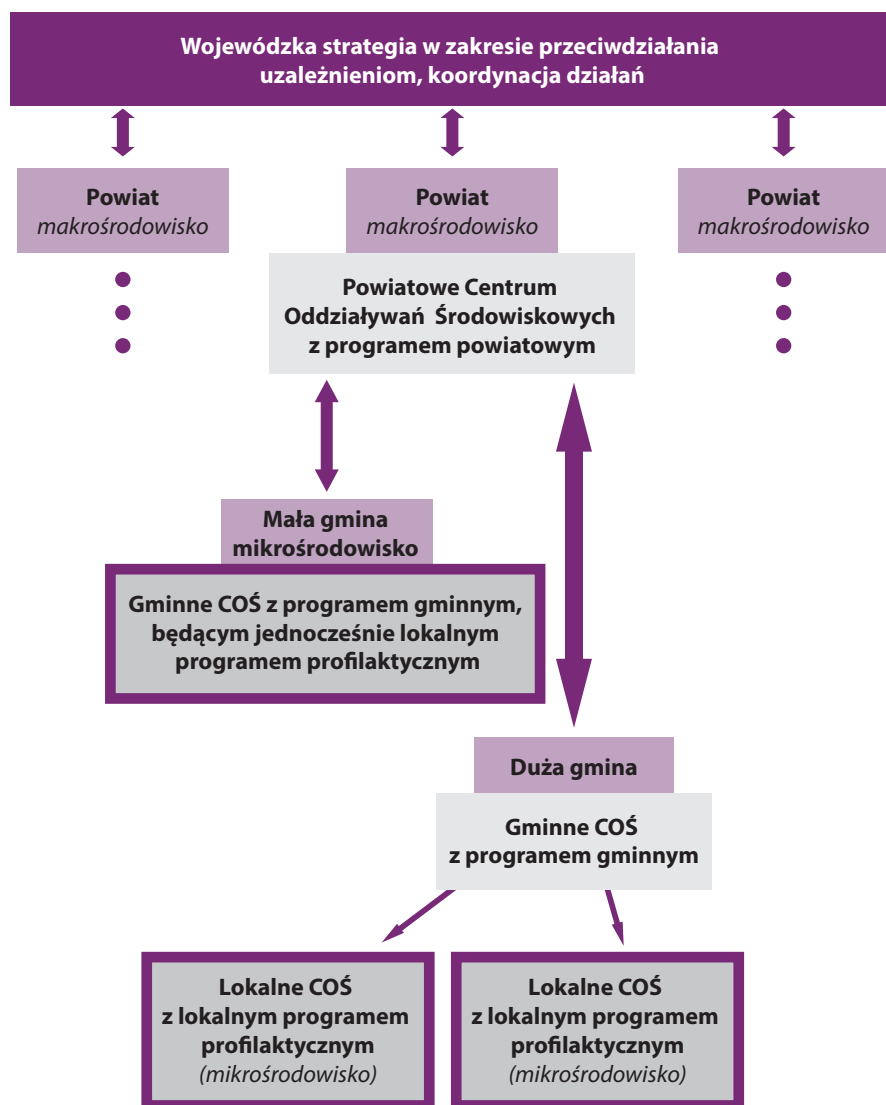 Wojewódzka strategia w zakresie przeciwdziałania
uzależnieniom, koordynacja działań
Powiat
makrośrodowisko
Powiat
makrośrodowisko
Powiat
makrośrodowisko
Powiatowe Centrum
Oddziaływań Środowiskowych
z programem powiatowym
Mała gmina
mikrośrodowisko
Gminne COŚ z programem gminnym,
będącym jednocześnie lokalnym
programem profilaktycznym
Duża gmina
Gminne COŚ
z programem gminnym
Lokalne COŚ
z lokalnym programem
profilaktycznym
(mikrośrodowisko)
Lokalne COŚ
z lokalnym programem
profilaktycznym
(mikrośrodowisko)